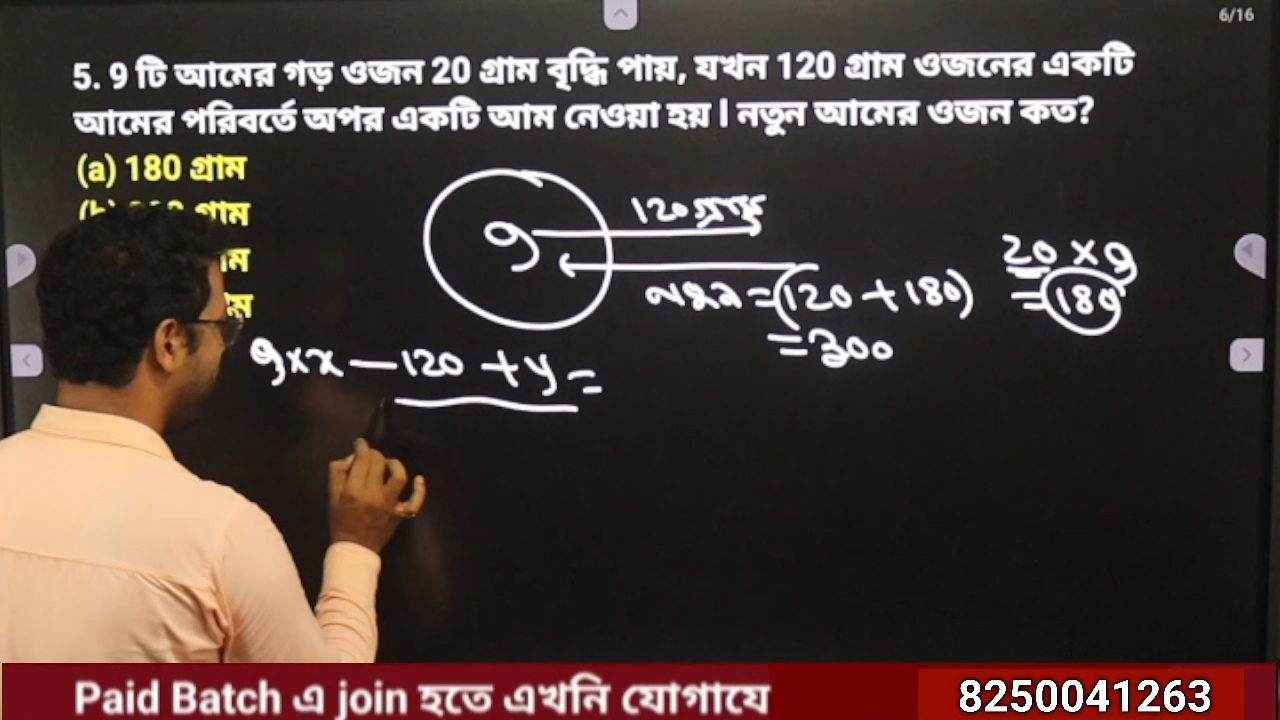 6/16
5. 9 টি আমের গড় ওজন 20 গ্রাম বৃদ্ধি পায়, যখন 120 গ্রাম ওজনের একটি
আমের পরিবর্তে অপর একটি আম নেওয়া হয় l নতুন আমের ওজন কত?
(a) 180 গ্রাম
গ্রাম
120 গ্রাম
9
20 × 9
= 180
= (120 + 180)
= 300
9×x — 120 + y =
Paid Batch এ join হতে এখনি যোগাযে
8250041263